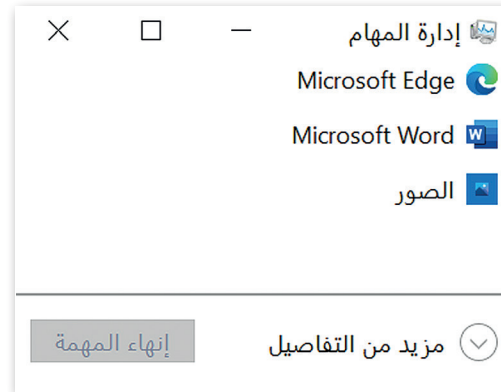 إدارة المهام
Microsoft Edge
Microsoft Word
الصور
مزيد من التفاصيل
إنهاء المهمة